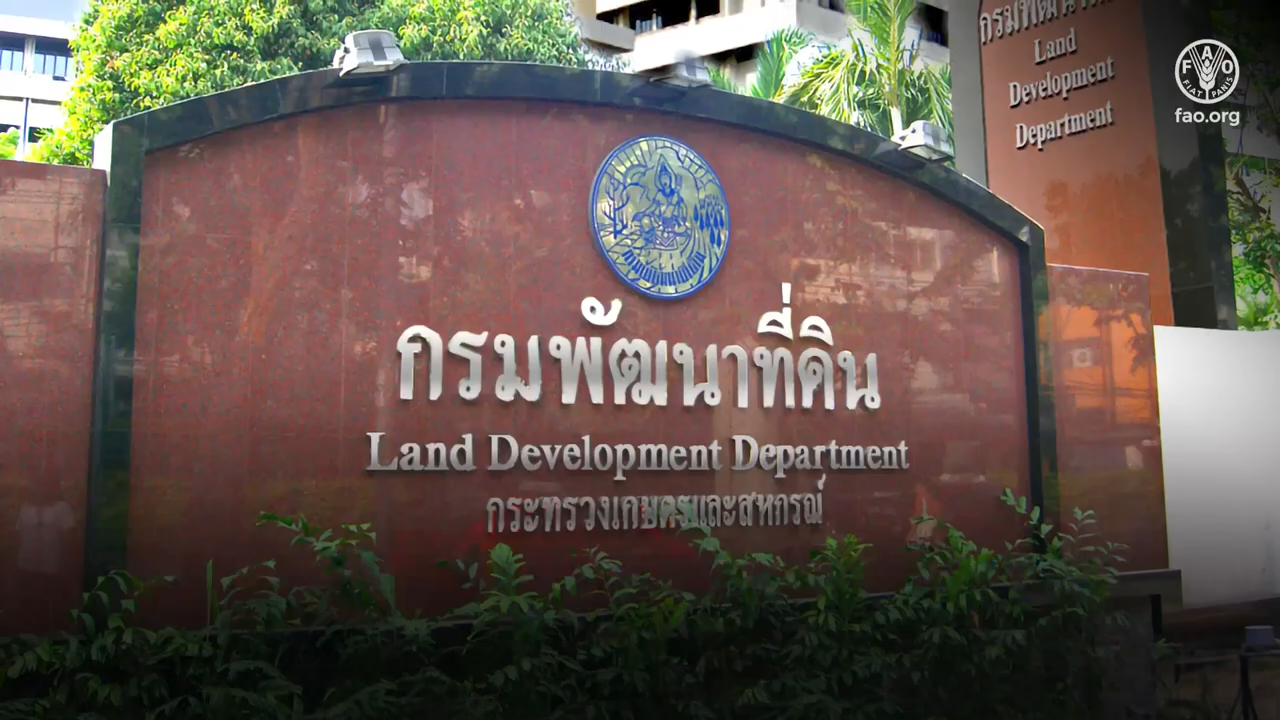 กรมพัฒนาที่ดิน
Land Development Department
กระทรวงเกษตรและสหกรณ์
กรมพัฒนาที่ดิน
Land
Development
Department
FAO
FIAT PANIS
fao.org